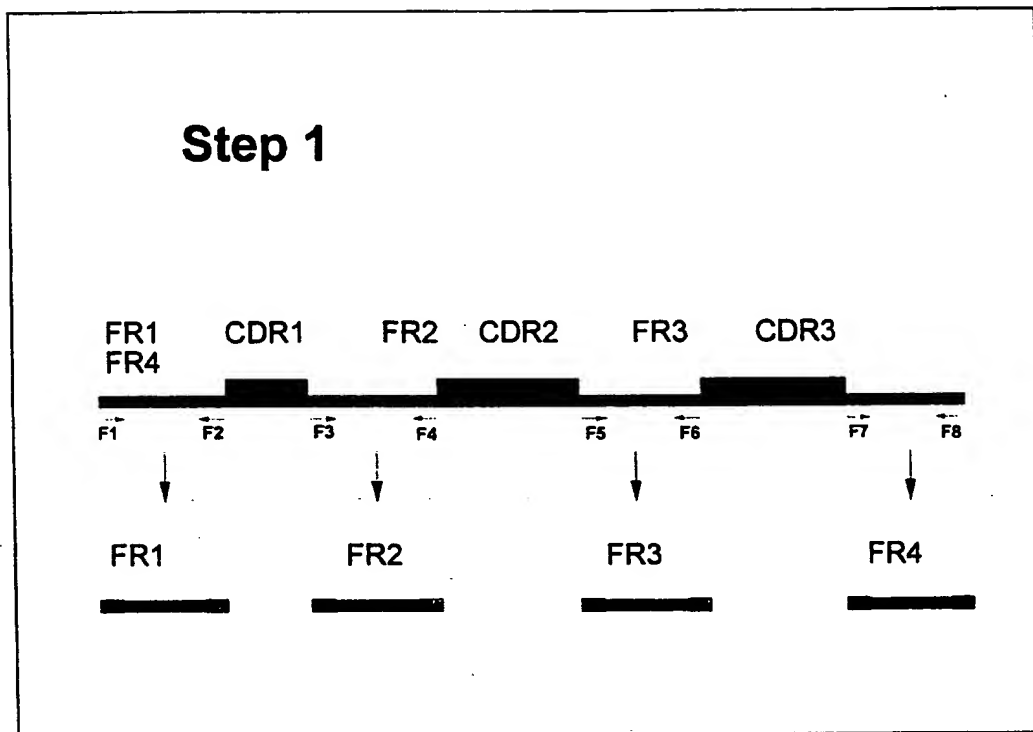 Step 1
FR1 CDR1 FR2 CDR2 FR3 CDR3
FR4
F1 F2 F3 F4 F5 F6 F7 F8
FR1 FR2 FR3 FR4